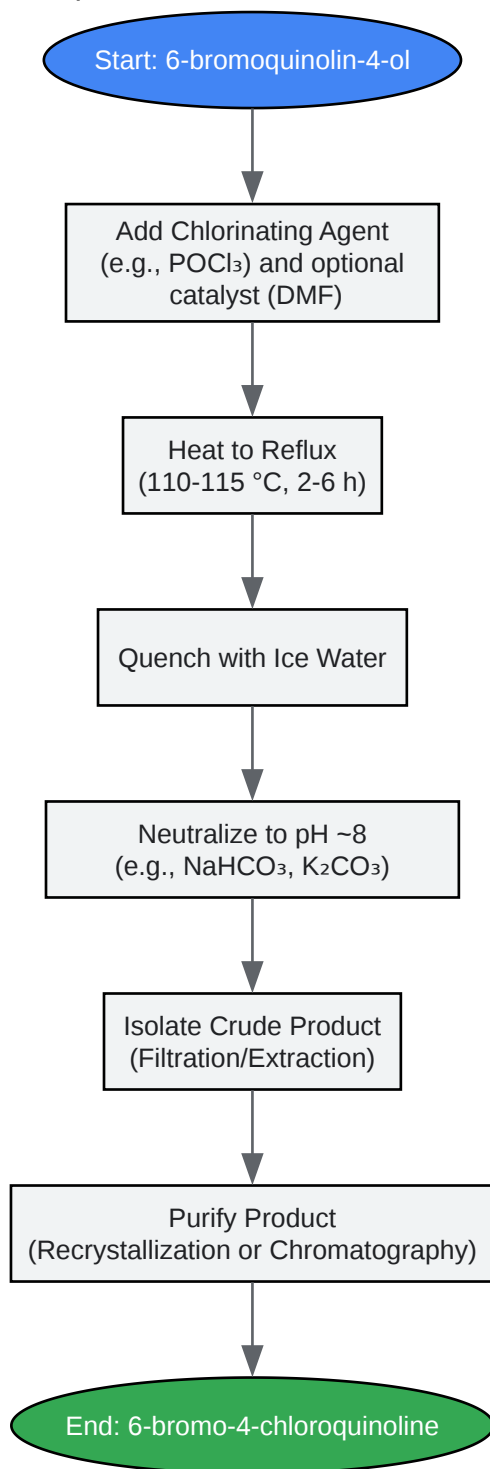 Start: 6-bromoquinolin-4-ol
Add Chlorinating Agent
(e.g., POCl₃) and optional
catalyst (DMF)
Heat to Reflux
(110-115 °C, 2-6 h)
Quench with Ice Water
Neutralize to pH ~8
(e.g., NaHCO₃, K₂CO₃)
Isolate Crude Product
(Filtration/Extraction)
Purify Product
(Recrystallization or Chromatography)
End: 6-bromo-4-chloroquinoline